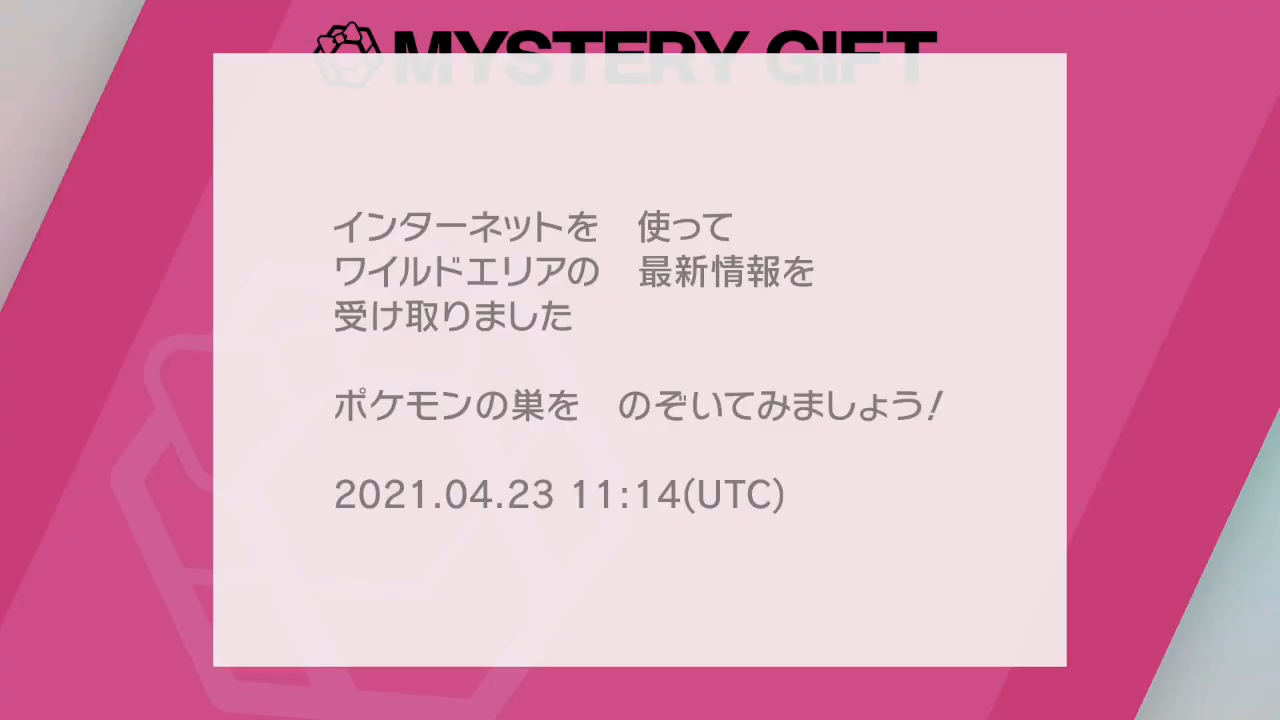 MYSTERY GIFT
インターネットを　使って
ワイルドエリアの　最新情報を
受け取りました
ポケモンの巣を　のぞいてみましょう!
2021.04.23 11:14(UTC)